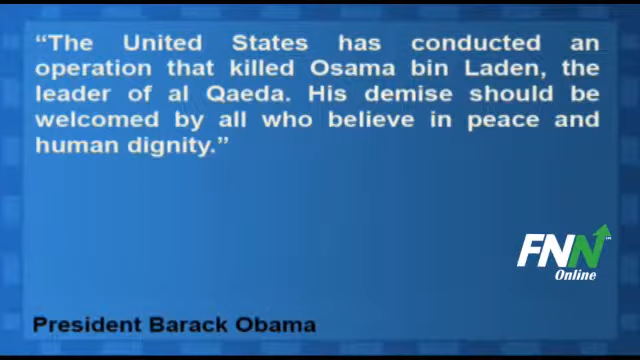 “The United States has conducted an
operation that killed Osama bin Laden, the
leader of al Qaeda. His demise should be
welcomed by all who believe in peace and
human dignity.”
FNN
Online
President Barack Obama